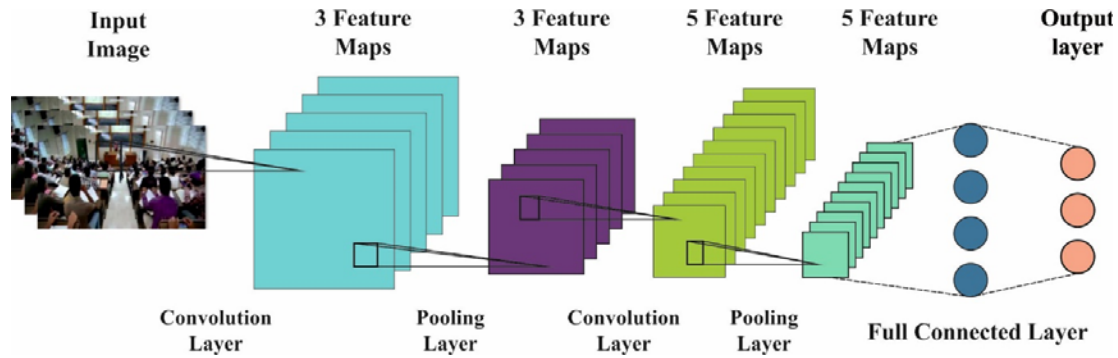 Input
Image
3 Feature
Maps
3 Feature
Maps
5 Feature
Maps
5 Feature
Maps
Output
layer
Convolution
Layer
Pooling
Layer
Convolution
Layer
Pooling
Layer
Full Connected Layer